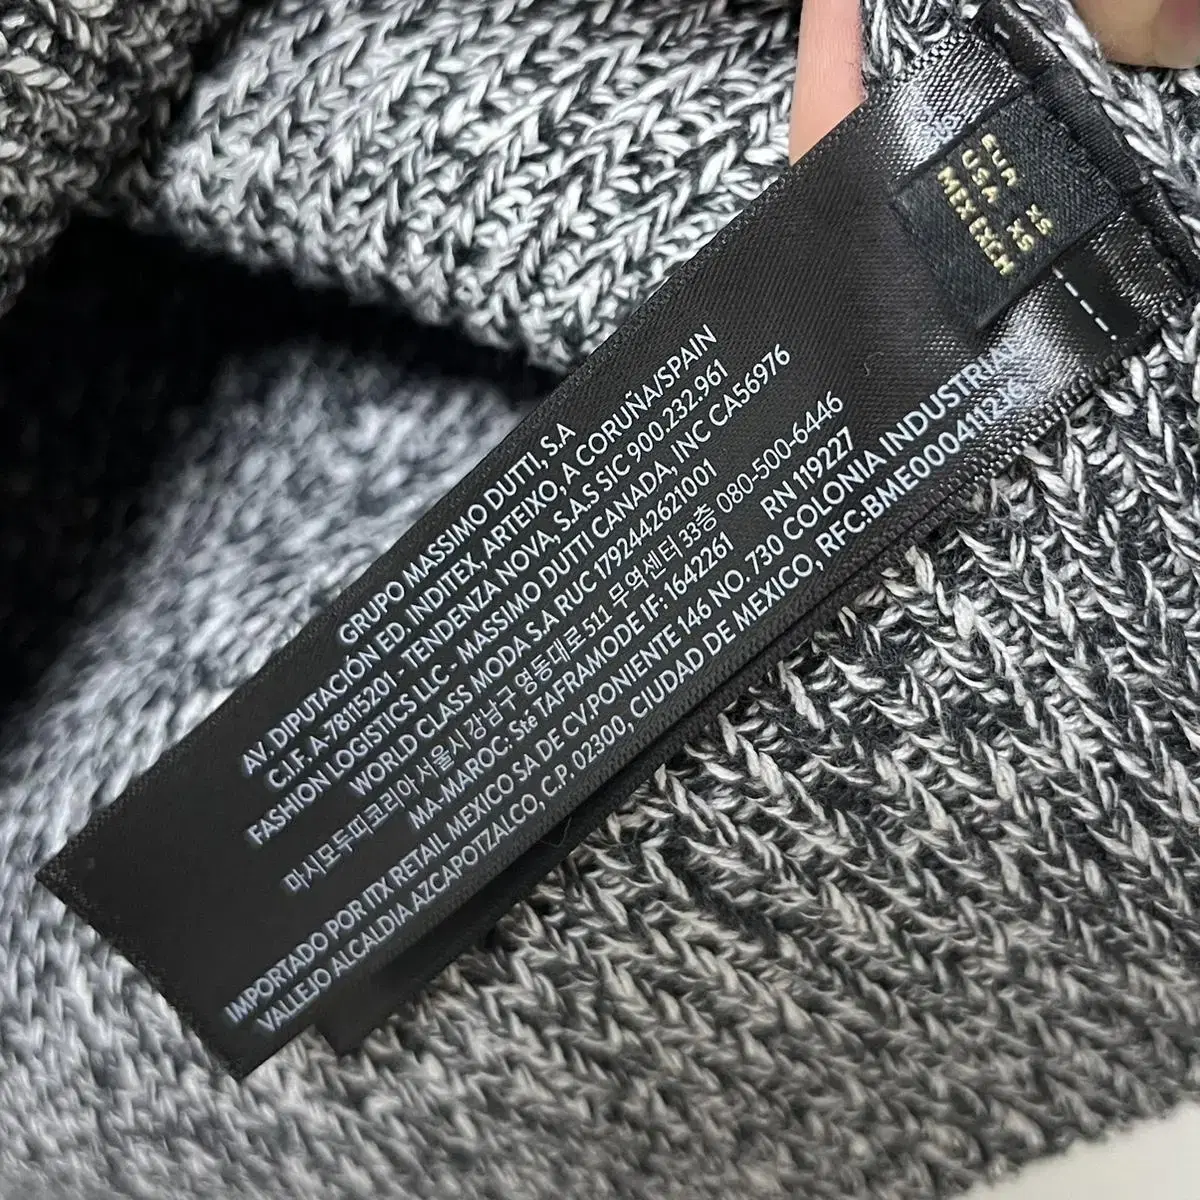 EUR XS
USA XS
MEX ECH
GRUPO MASSIMO DUTTI, S.A
AV. DIPUTACIÓN ED. INDITEX, ARTEIXO, A CORUÑA/SPAIN
C.I.F. A-78115201 - TENDENZA NOVA, S.A.S SIC 900.232.961
FASHION LOGISTICS LLC - MASSIMO DUTTI CANADA, INC CA56976
WORLD CLASS MODA SA RUC 1792442621001
마시모두띠코리아 서울시 강남구 영동대로 511 무역센터 33층 080-500-6446
MA-MAROC: Sté TAFRAMODE IF: 1642261
RN 119227
IMPORTADO POR ITX RETAIL MEXICO SA DE CV.PONIENTE 146 NO. 730 COLONIA INDUSTRIAL
VALLEJO ALCALDIA AZCAPOTZALCO, C.P. 02300, CIUDAD DE MEXICO, RFC:BME0004111216